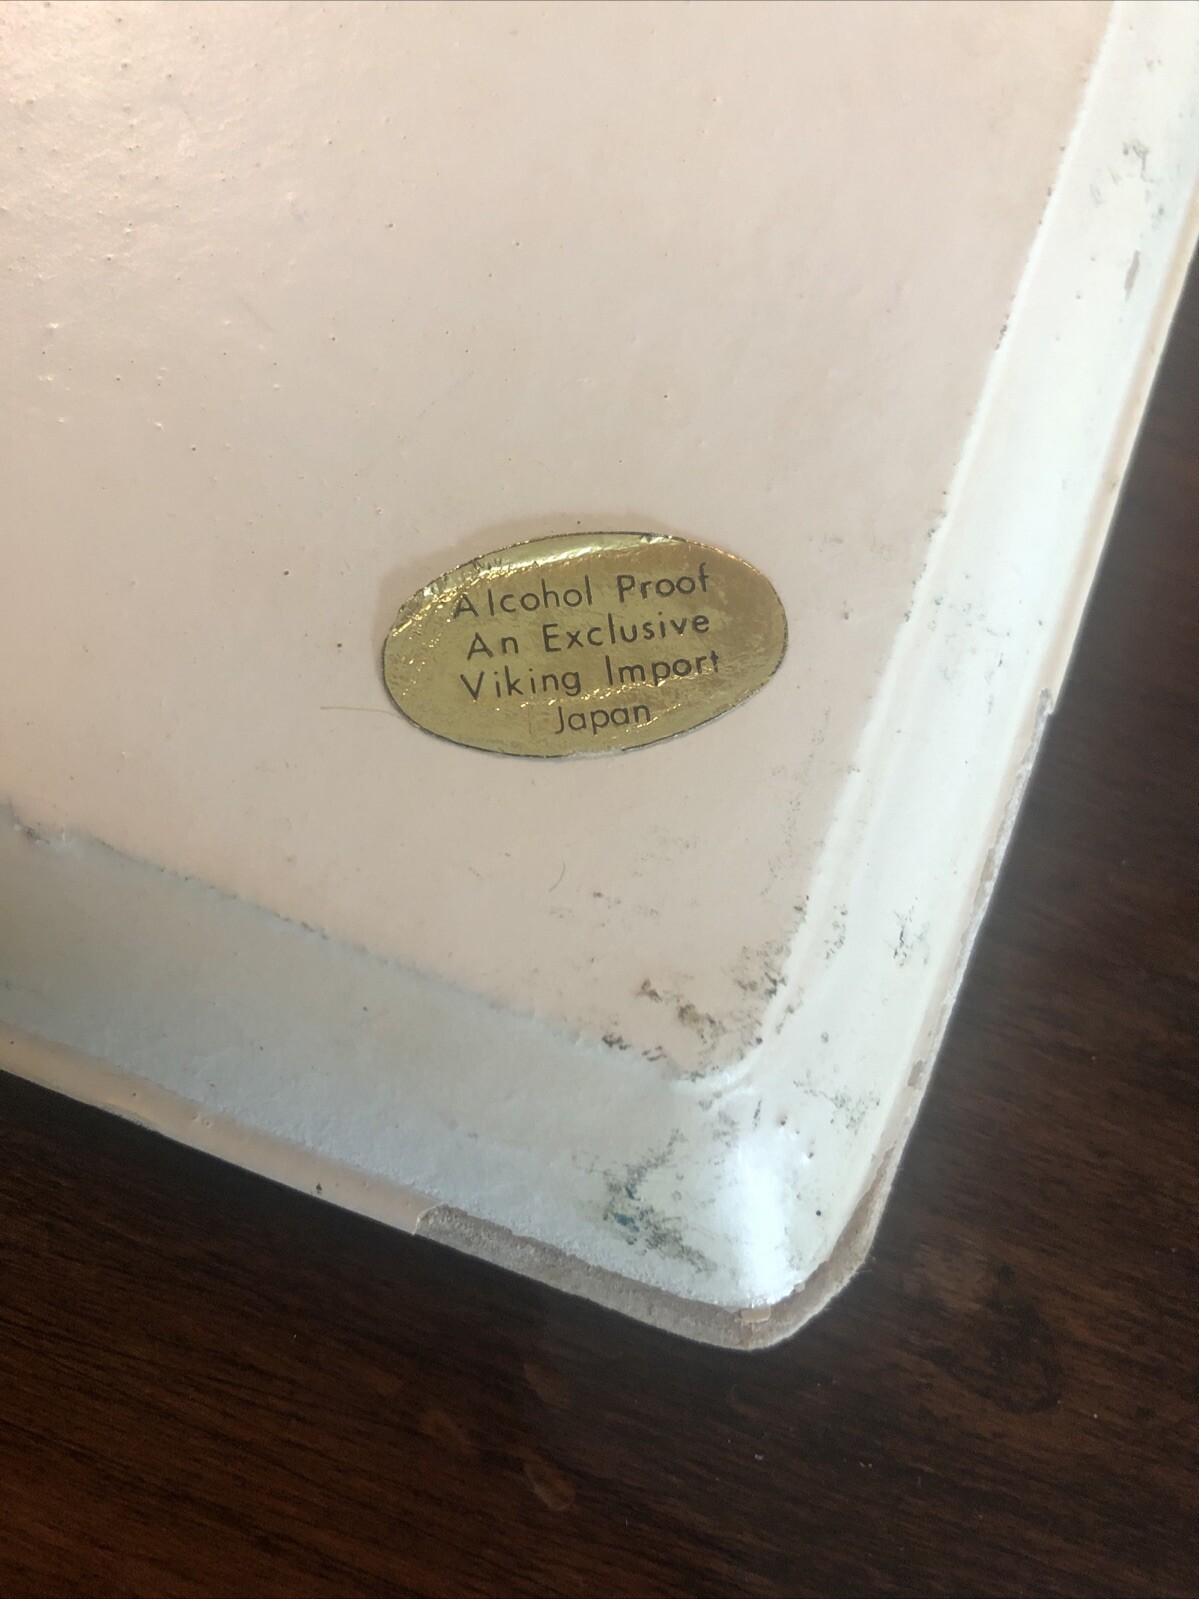 Alcohol Proof
An Exclusive
Viking Import
Japan